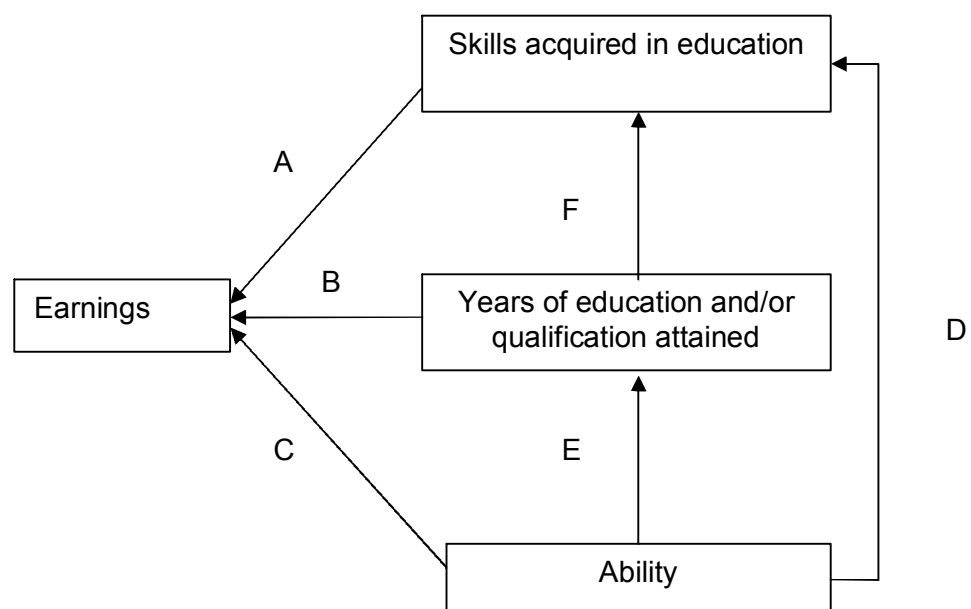 Skills acquired in education
A
F
B
Earnings
Years of education and/or
qualification attained
D
C
E
Ability